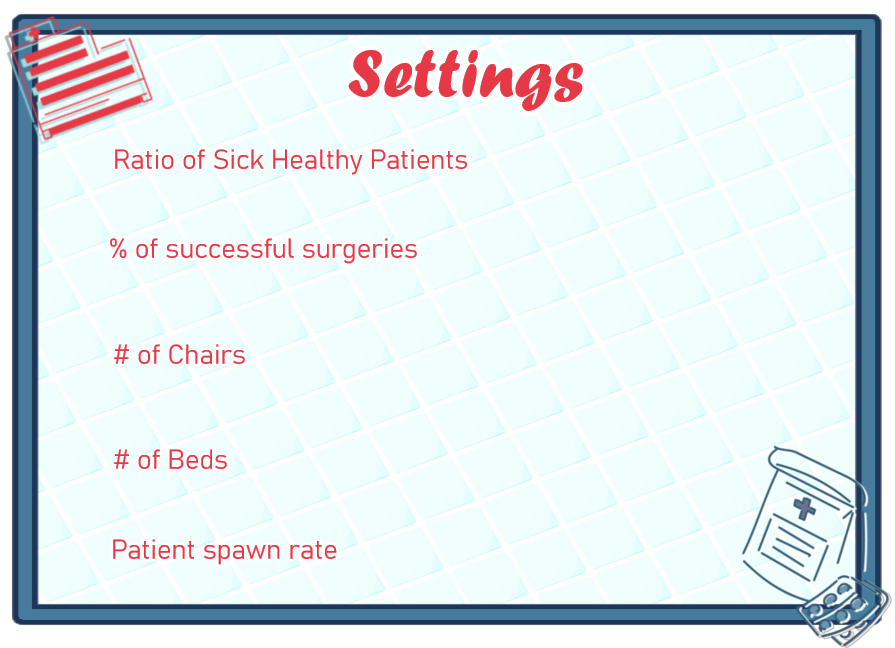 Settings
Ratio of Sick Healthy Patients
% of successful surgeries
# of Chairs
# of Beds
Patient spawn rate